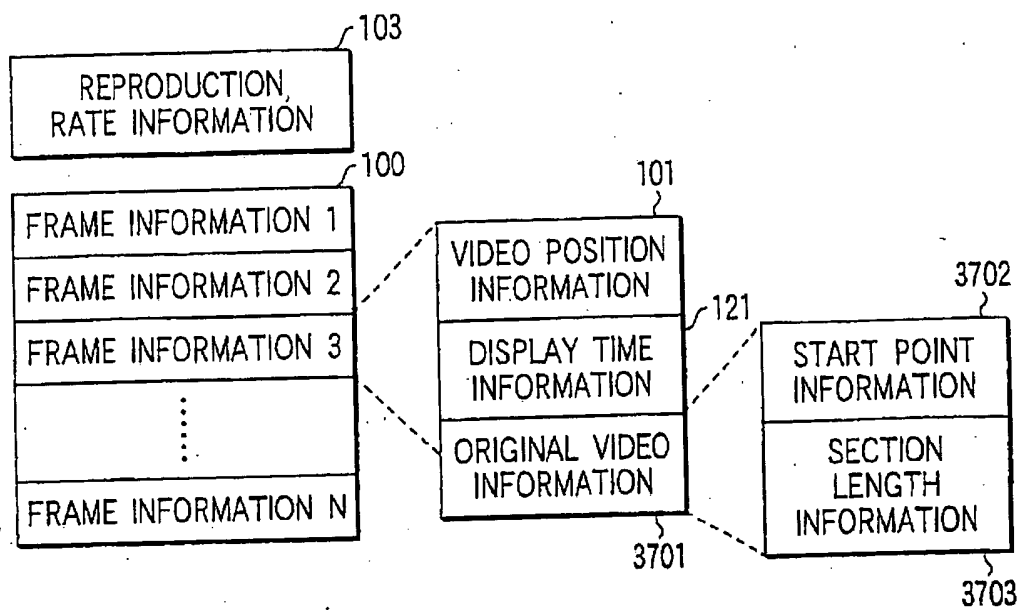 103
REPRODUCTION,
RATE INFORMATION
100
FRAME INFORMATION 1
FRAME INFORMATION 2
FRAME INFORMATION 3
FRAME INFORMATION N
101
VIDEO POSITION
INFORMATION
121
DISPLAY TIME
INFORMATION
ORIGINAL VIDEO
INFORMATION
3701
3702
START POINT
INFORMATION
SECTION
LENGTH
INFORMATION
3703